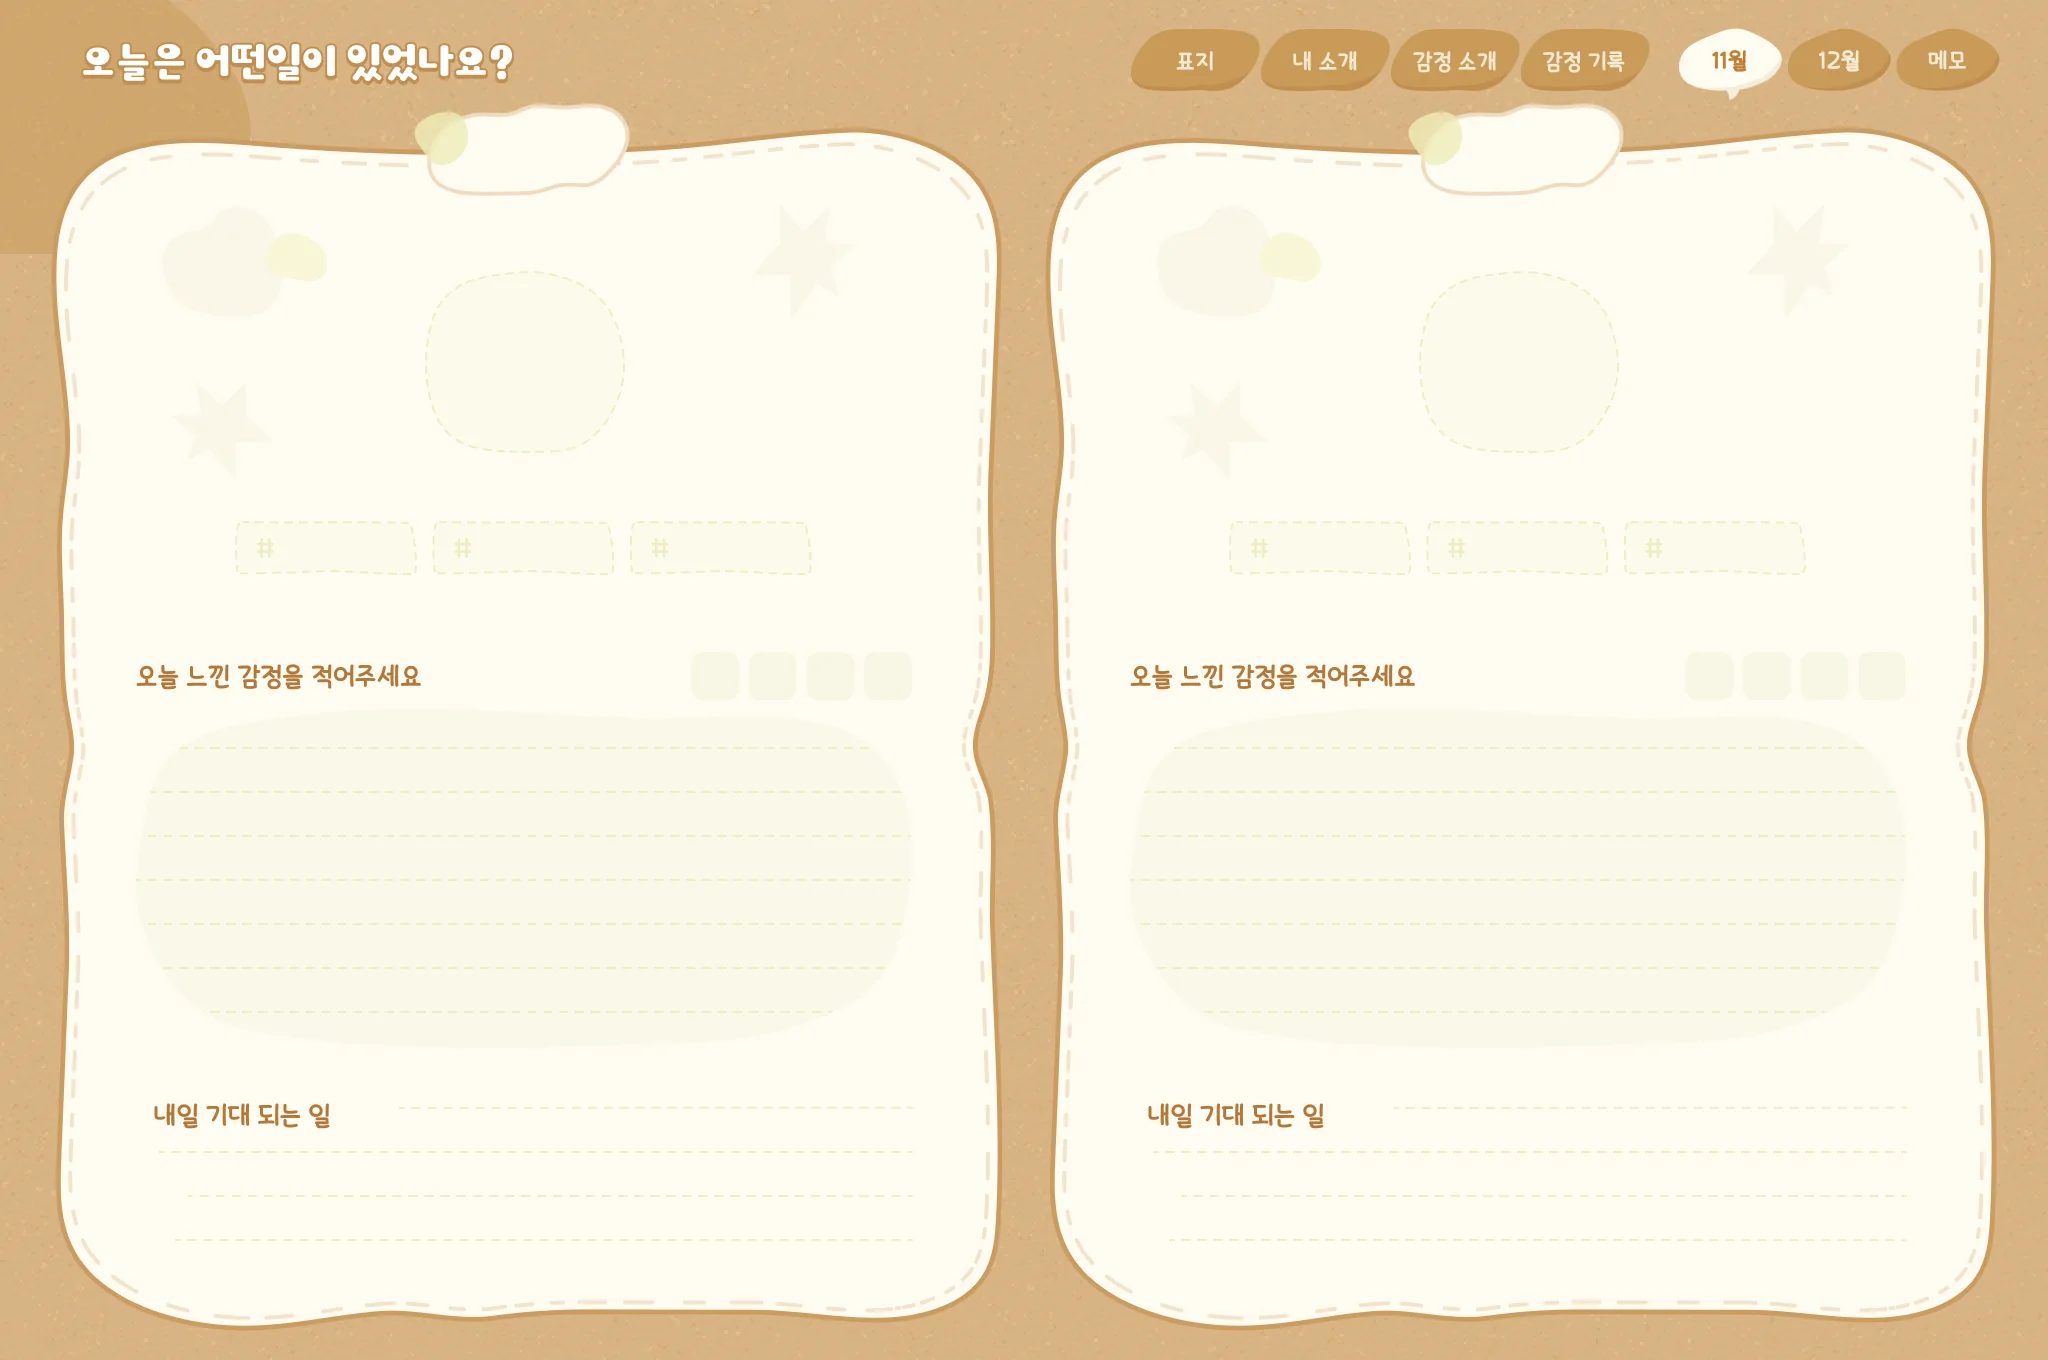 오늘은 어떤일이 있었나요?
표지 내 소개 감정 소개 감정 기록 11월 12월 메모
# # #
오늘 느낀 감정을 적어주세요
내일 기대 되는 일
# # #
오늘 느낀 감정을 적어주세요
내일 기대 되는 일